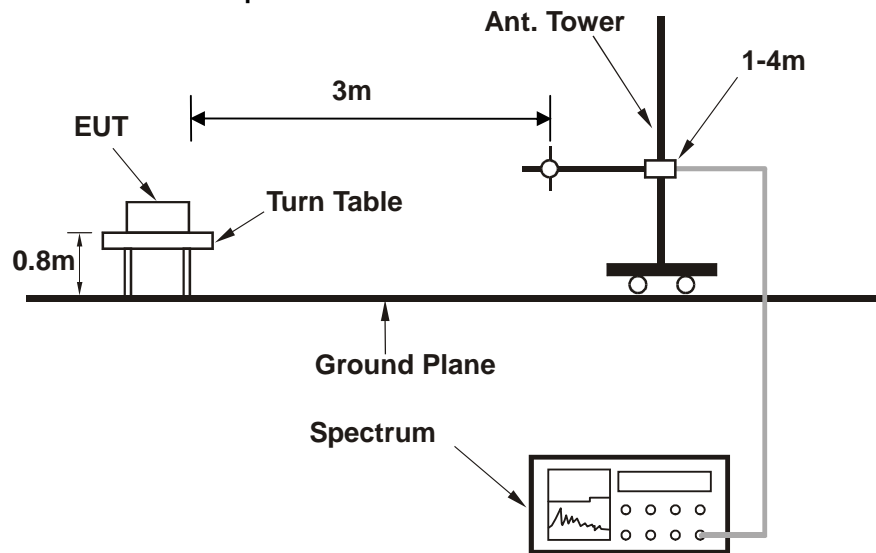 Ant. Tower
1-4m
3m
EUT
Turn Table
0.8m
Ground Plane
Spectrum